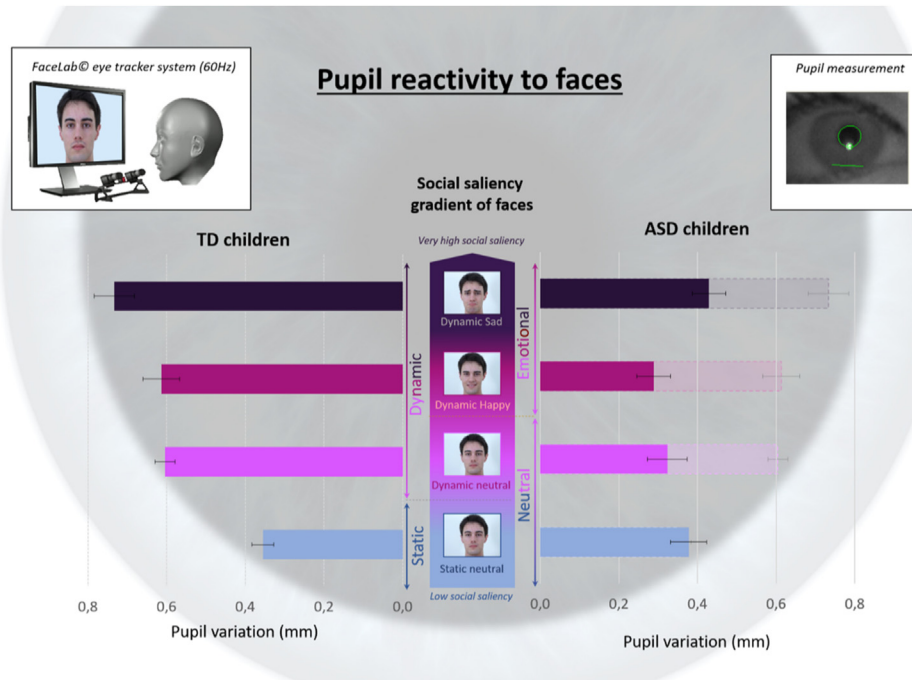 FaceLab© eye tracker system (60Hz)
Pupil reactivity to faces
Pupil measurement
Social saliency
gradient of faces
TD children
ASD children
Very high social saliency
Dynamic Sad
Dynamic Happy
Dynamic neutral
Static neutral
Low social saliency
Dynamic
Static
Emotional
Neutral
0,8
0,6
0,4
0,2
0,0
Pupil variation (mm)
0,0
0,2
0,4
0,6
0,8
Pupil variation (mm)